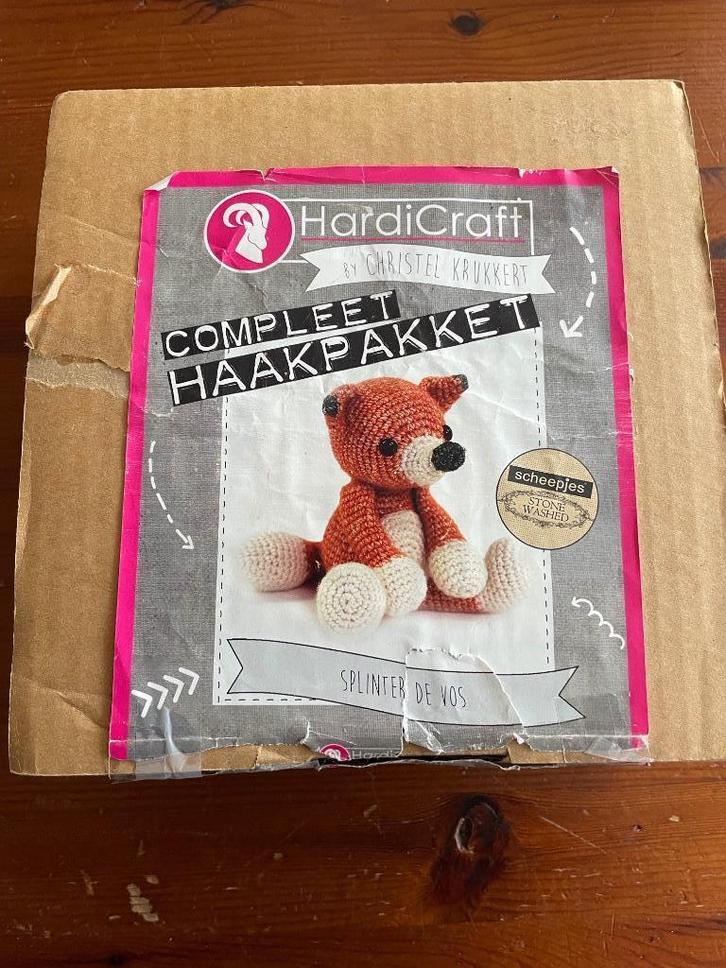 HardiCraft
BY CHRISTEL KRUKKERT
COMPLEET
HAAKPAKKET
scheepjes
STONE
WASHED
SPLINTER DE VOS